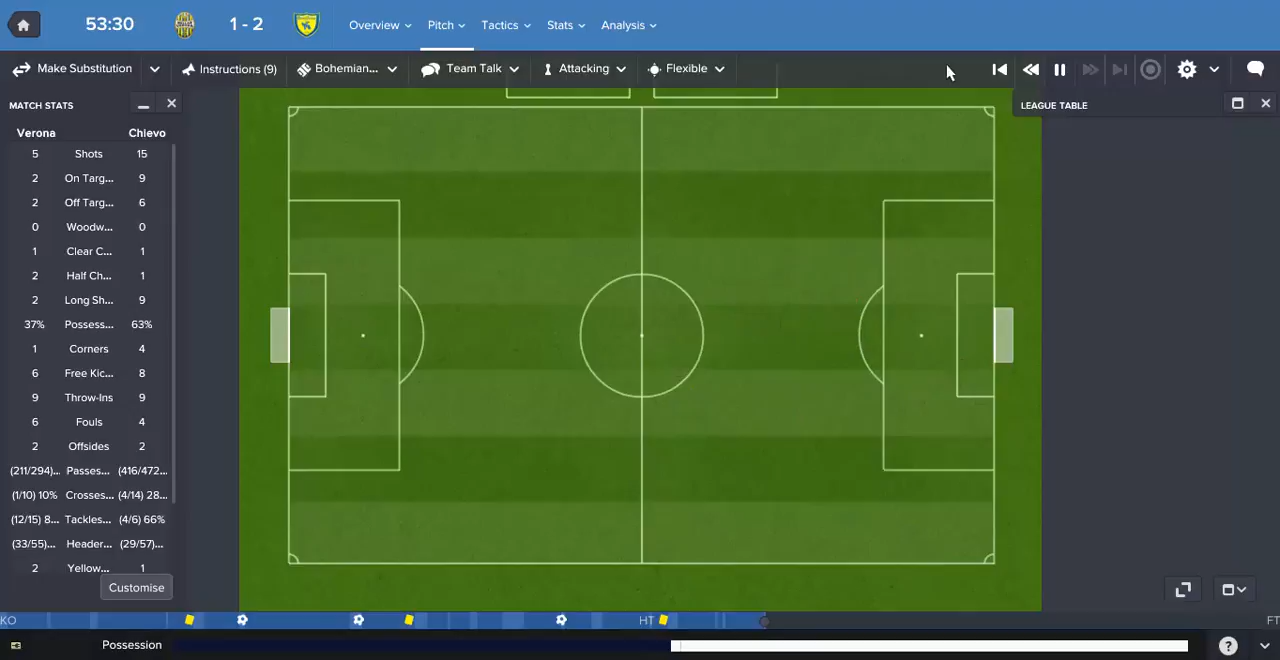 53:30 1 - 2 Overview Pitch Tactics Stats Analysis
Make Substitution Instructions (9) Bohemian... Team Talk Attacking Flexible
MATCH STATS
LEAGUE TABLE
Verona Chievo
5 Shots 15
2 On Targ... 9
2 Off Targ... 6
0 Woodw... 0
1 Clear C... 1
2 Half Ch... 1
2 Long Sh... 9
37% Possess... 63%
1 Corners 4
6 Free Kic... 8
9 Throw-Ins 9
6 Fouls 4
2 Offsides 2
(211/294)... Passes... (416/472...
(1/10) 10% Crosses... (4/14) 28...
(12/15) 8... Tackles... (4/6) 66%
(33/55)... Header... (29/57)...
2 Yellow... 1
Customise
KO HT FT
Possession ?